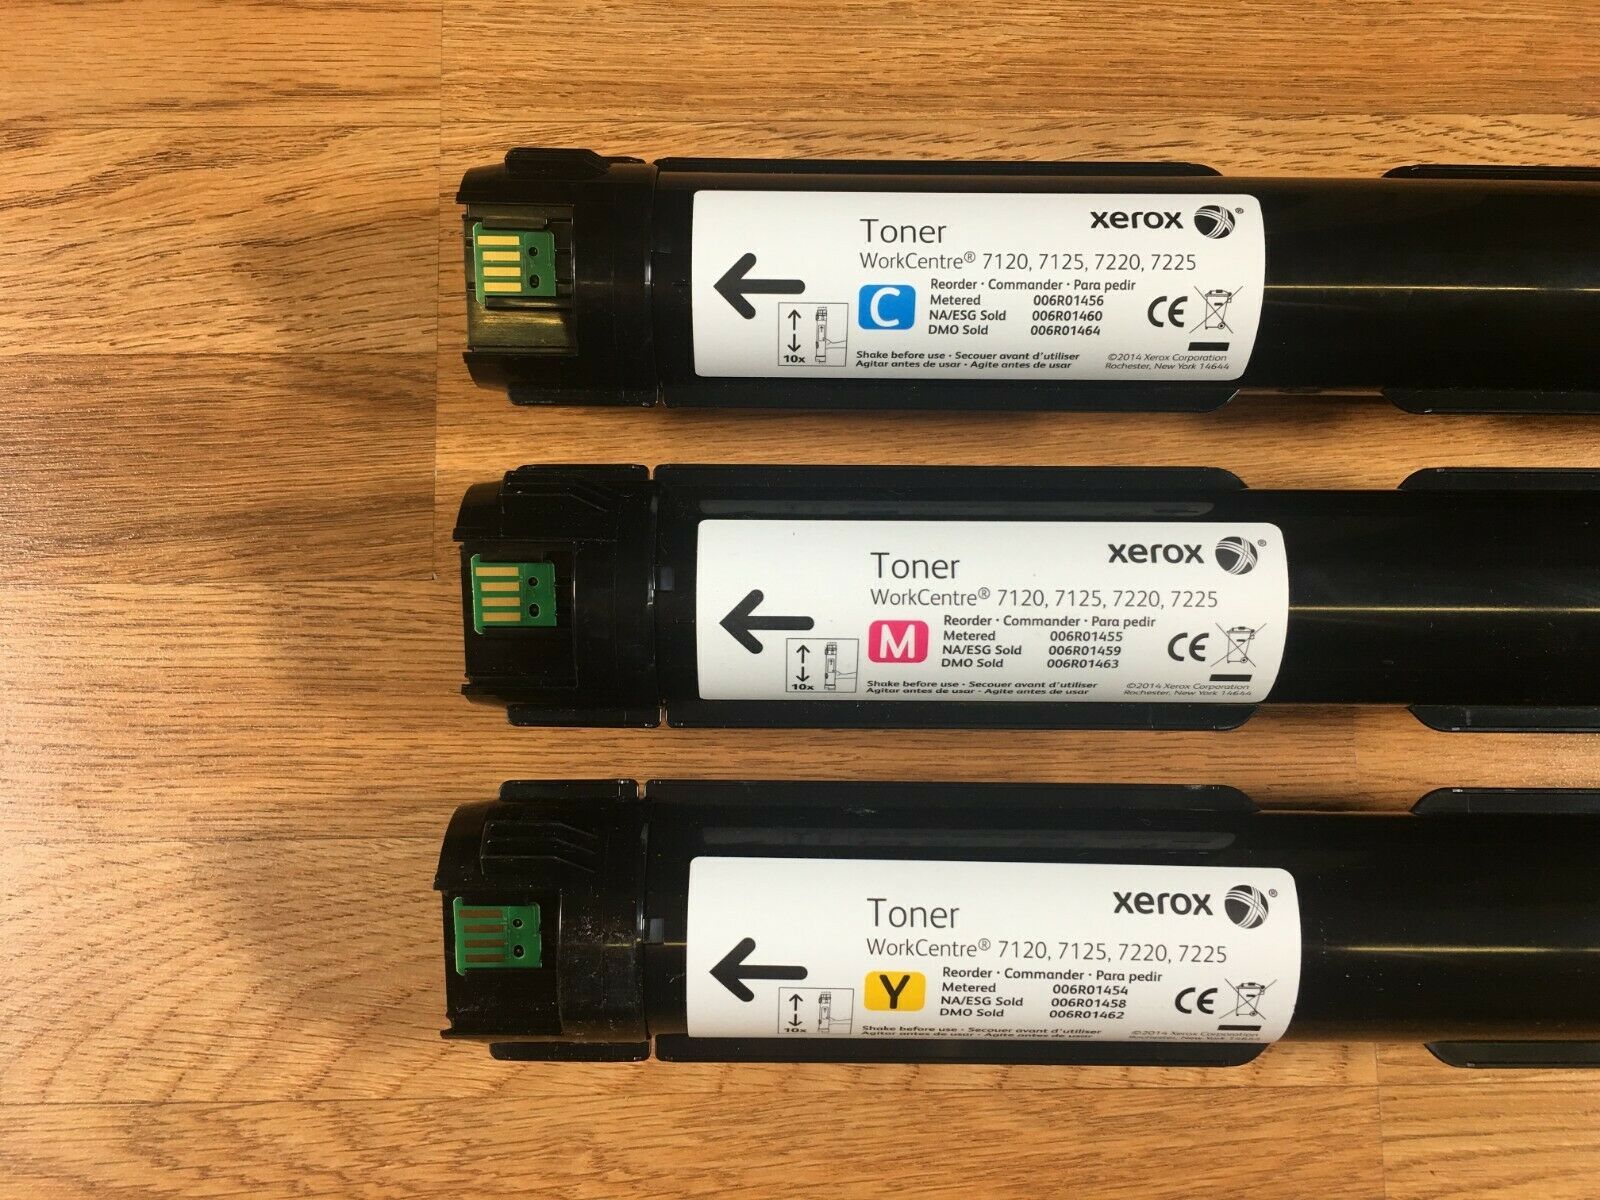 xerox ®
Toner
WorkCentre® 7120, 7125, 7220, 7225
C
Reorder · Commander · Para pedir
Metered 006R01456
NA/ESG Sold 006R01460
DMO Sold 006R01464
CE
10x
Shake before use · Secouer avant d'utiliser
Agitar antes de usar · Agite antes de usar
©2014 Xerox Corporation
Rochester, New York 14644
xerox ®
Toner
WorkCentre® 7120, 7125, 7220, 7225
M
Reorder · Commander · Para pedir
Metered 006R01455
NA/ESG Sold 006R01459
DMO Sold 006R01463
CE
10x
Shake before use · Secouer avant d'utiliser
Agitar antes de usar · Agite antes de usar
©2014 Xerox Corporation
Rochester, New York 14644
xerox ®
Toner
WorkCentre® 7120, 7125, 7220, 7225
Y
Reorder · Commander · Para pedir
Metered 006R01454
NA/ESG Sold 006R01458
DMO Sold 006R01462
CE
10x
Shake before use · Secouer avant d'utiliser
Agitar antes de usar · Agite antes de usar
©2014 Xerox Corporation
Rochester, New York 14644